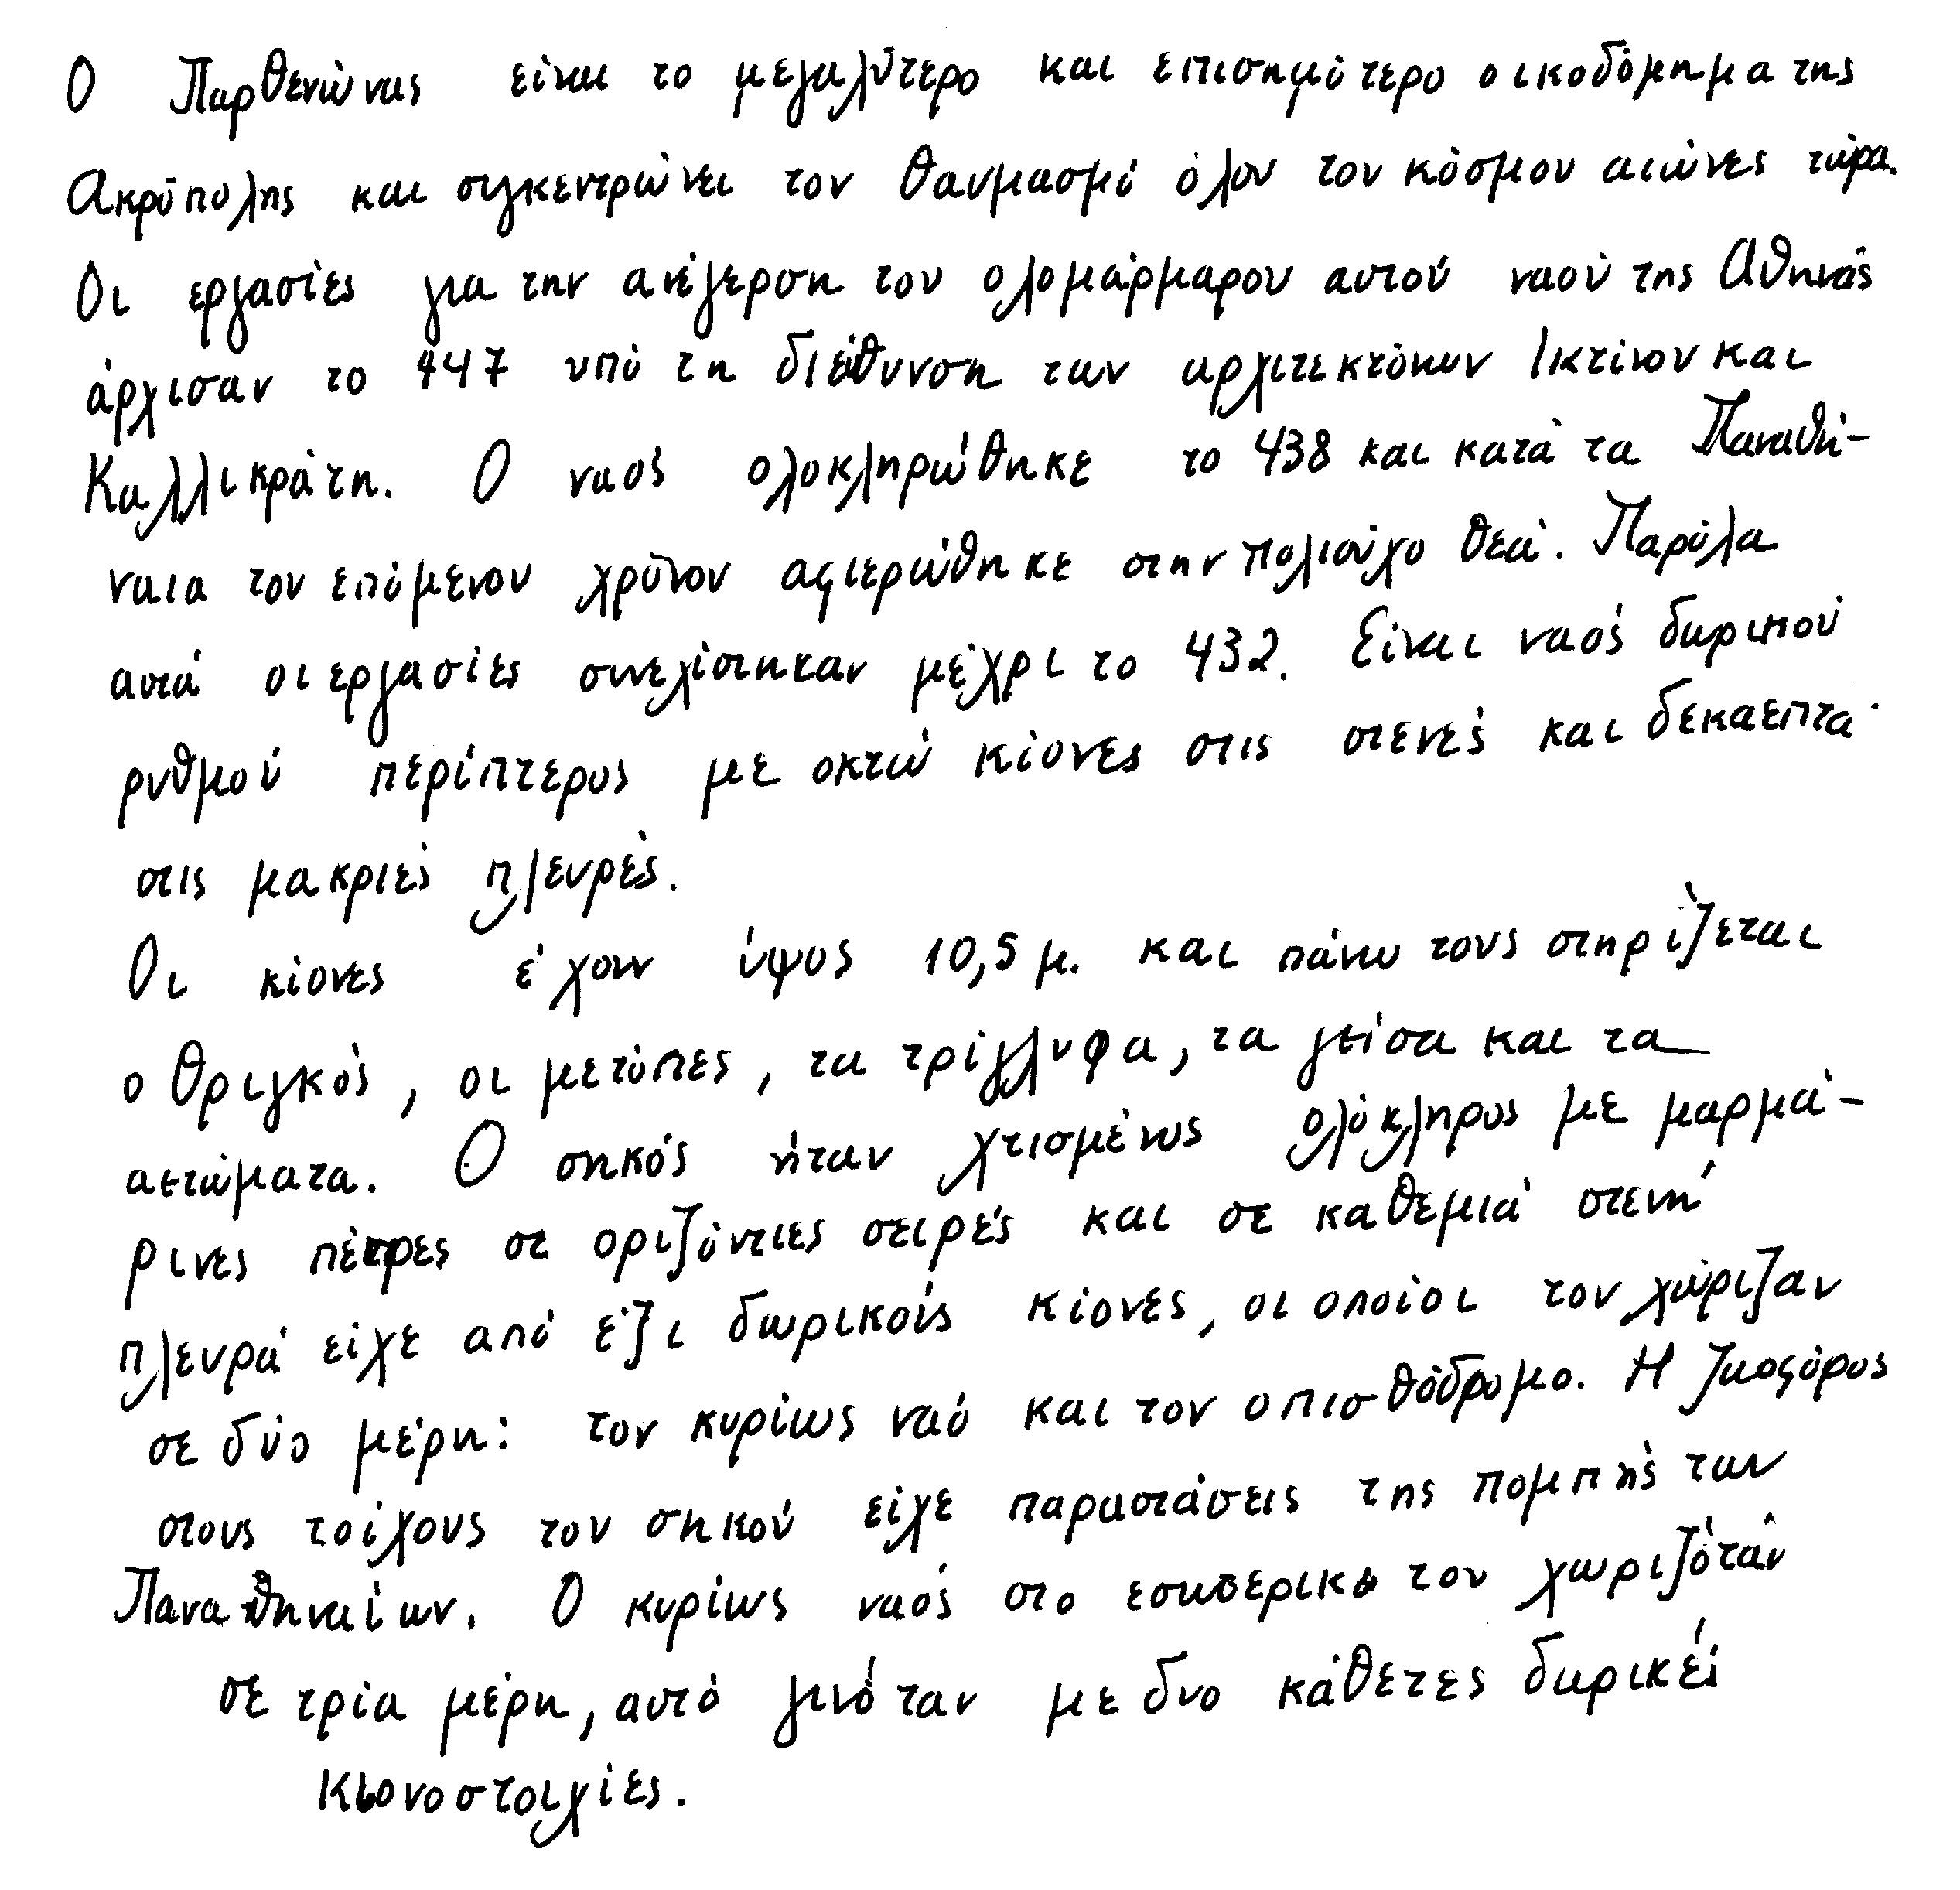 Ο Παρθενώνας είναι το μεγαλύτερο και επισημότερο οικοδόμημα της
Ακρόπολης και συγκεντρώνει τον θαυμασμό όλου του κόσμου αιώνες τώρα.
Οι εργασίες για την ανέγερση του ολομάρμαρου αυτού ναού της Αθηνάς
άρχισαν το 447 υπό τη διεύθυνση των αρχιτεκτόνων Ικτίνου και
Καλλικράτη. Ο ναός ολοκληρώθηκε το 438 και κατά τα Παναθή-
ναια του επόμενου χρόνου αφιερώθηκε στην πολιούχο θεά. Παρόλα
αυτά οι εργασίες συνεχίστηκαν μέχρι το 432. Είναι ναός δωρικού
ρυθμού περίπτερος με οκτώ κίονες στις στενές και δεκαεπτά
στις μακριές πλευρές.
Οι κίονες έχουν ύψος 10,5 μ. και πάνω τους στηρίζεται
ο θριγκός, οι μετόπες, τα τρίγλυφα, τα γείσα και τα
αετώματα. Ο σηκός ήταν χτισμένος ολόκληρος με μαρμά-
ρινες πέτρες σε οριζόντιες σειρές και σε καθεμιά στενή
πλευρά είχε από έξι δωρικούς κίονες, οι οποίοι τον χώριζαν
σε δύο μέρη: τον κυρίως ναό και τον οπισθόδρομο. Η ζωοφόρος
στους τοίχους του σηκού είχε παραστάσεις της πομπής των
Παναθηναίων. Ο κυρίως ναός στο εσωτερικό του χωριζόταν
σε τρία μέρη, αυτό γινόταν με δυο κάθετες δωρικές
κιονοστοιχίες.